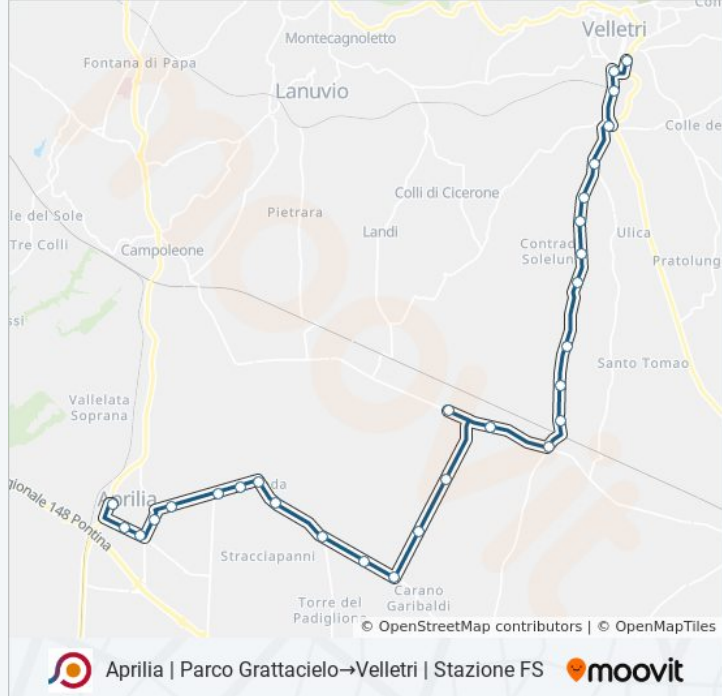 Velletri
Montecagnoletto
Fontana di Papa
Lanuvio
Colle de
Colli di Cicerone
Pietrara
le del Sole
Tre Colli
Landi
Ulica
Campoleone
Contrad
Solelun
Pratolung
ssi
Santo Tomao
Vallelata
Soprana
da
Aprilia
gionale 148 Pontina
Stracciapanni
Carano
Garibaldi
Torre del
Padiglione
© OpenStreetMap contributors | © OpenMapTiles
Aprilia | Parco Grattacielo→Velletri | Stazione FS
moovit